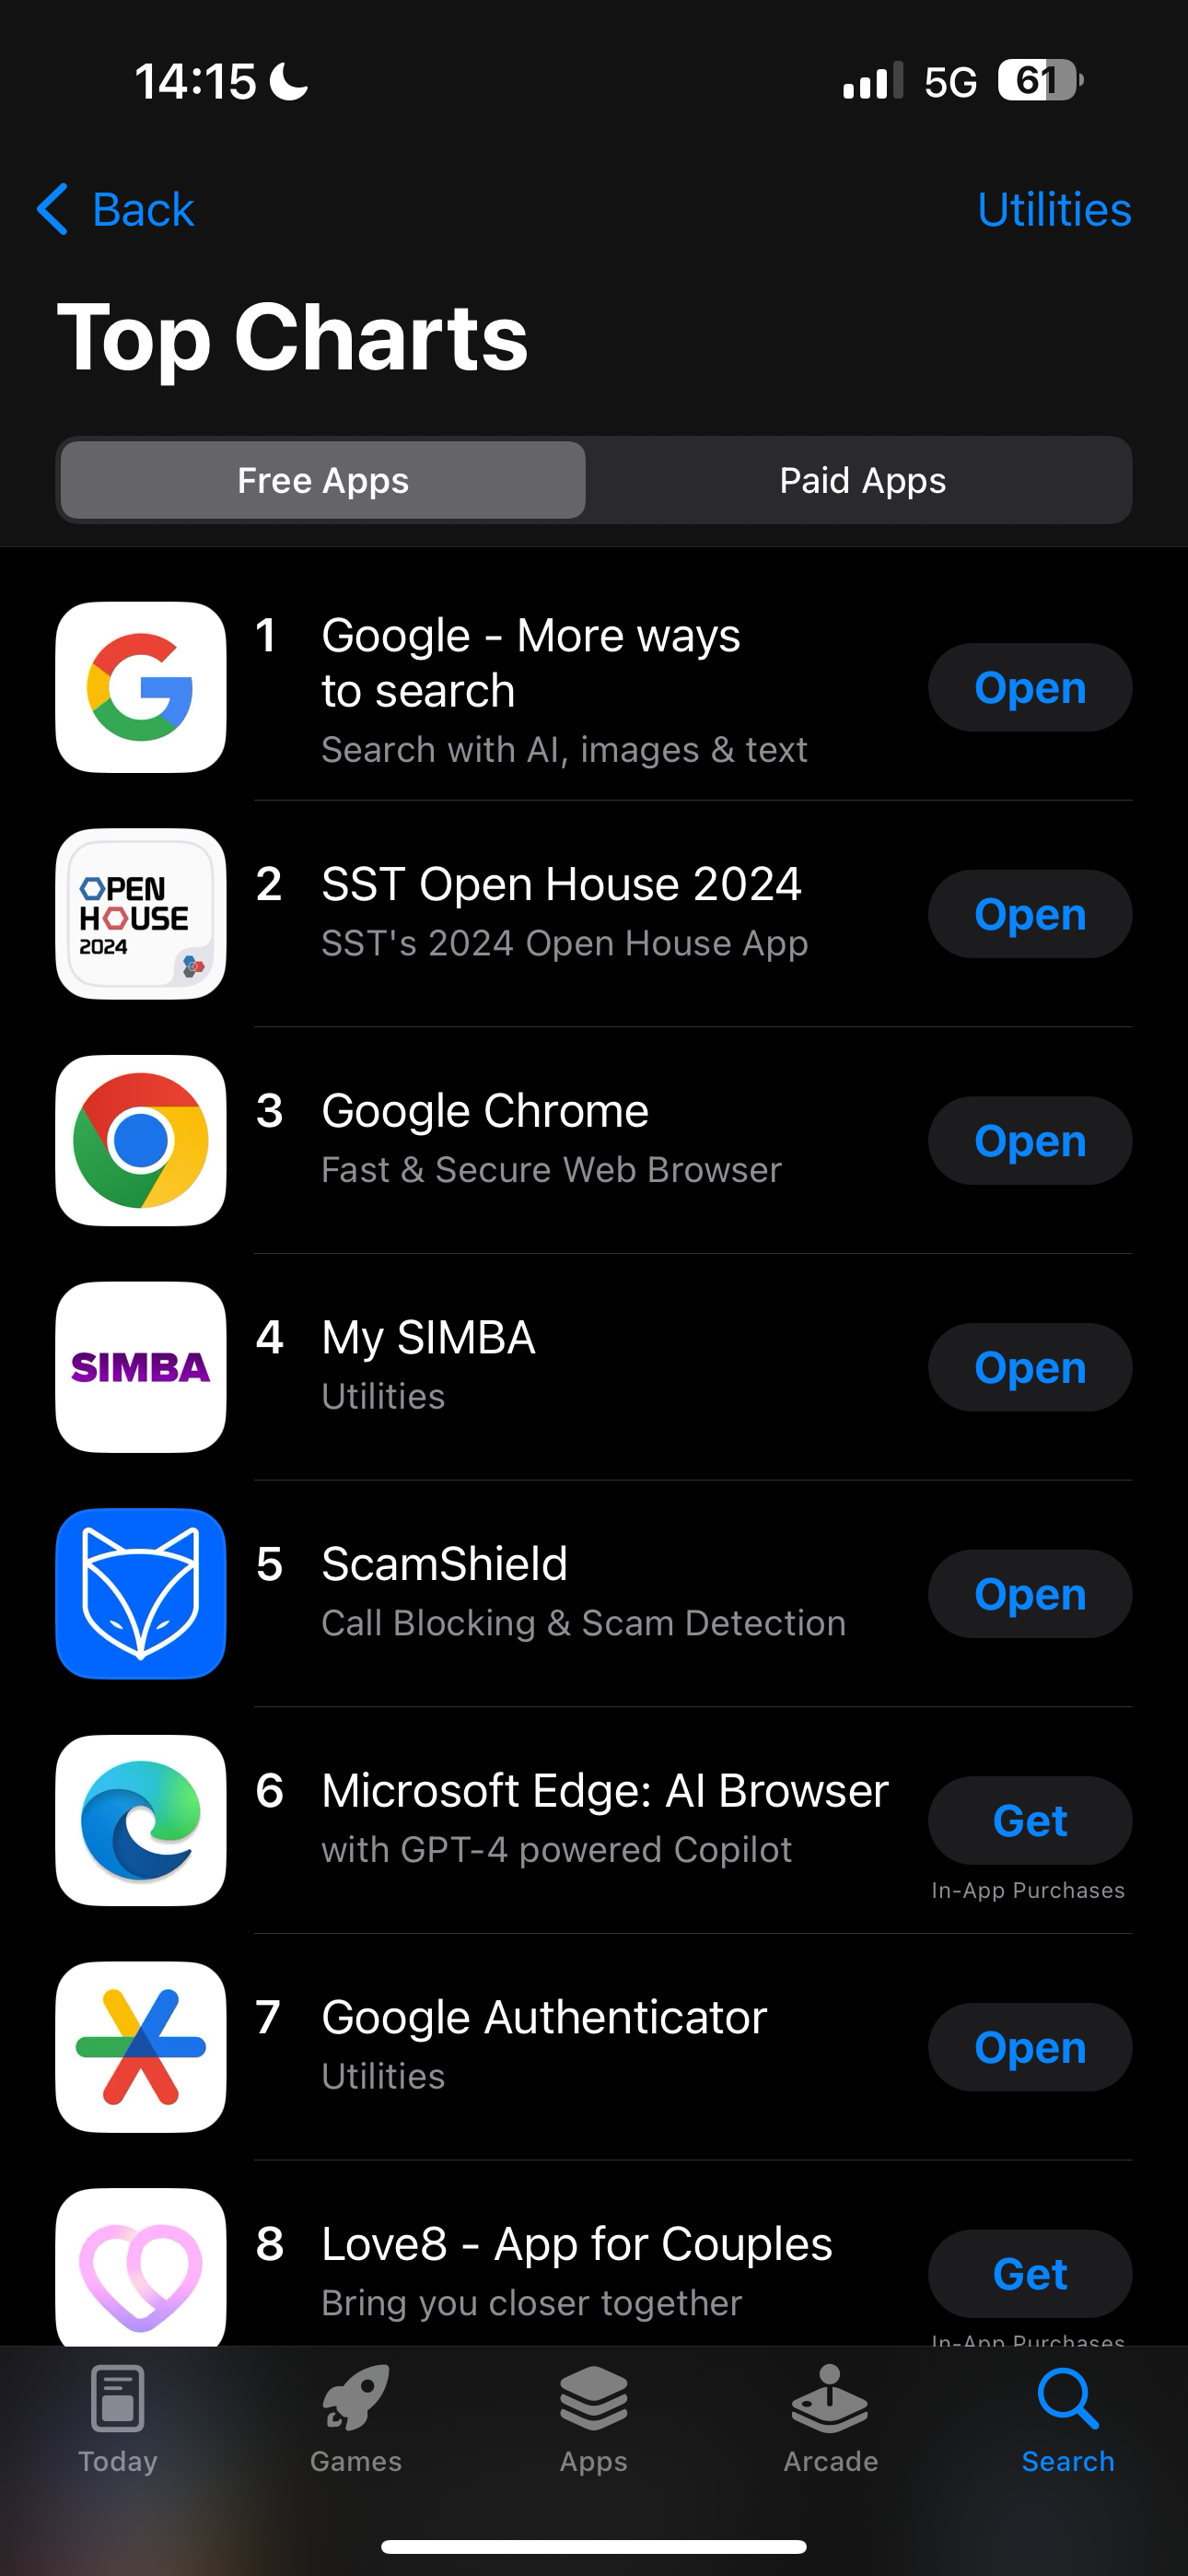 14:15
5G
61
Back
Utilities
Top Charts
Free Apps
Paid Apps
1
Google - More ways
to search
Search with AI, images & text
Open
OPEN
HOUSE
2024
2
SST Open House 2024
SST's 2024 Open House App
Open
3
Google Chrome
Fast & Secure Web Browser
Open
SIMBA
4
My SIMBA
Utilities
Open
5
ScamShield
Call Blocking & Scam Detection
Open
6
Microsoft Edge: AI Browser
with GPT-4 powered Copilot
Get
In-App Purchases
7
Google Authenticator
Utilities
Open
8
Love8 - App for Couples
Bring you closer together
Get
In-App Purchases
Today
Games
Apps
Arcade
Search